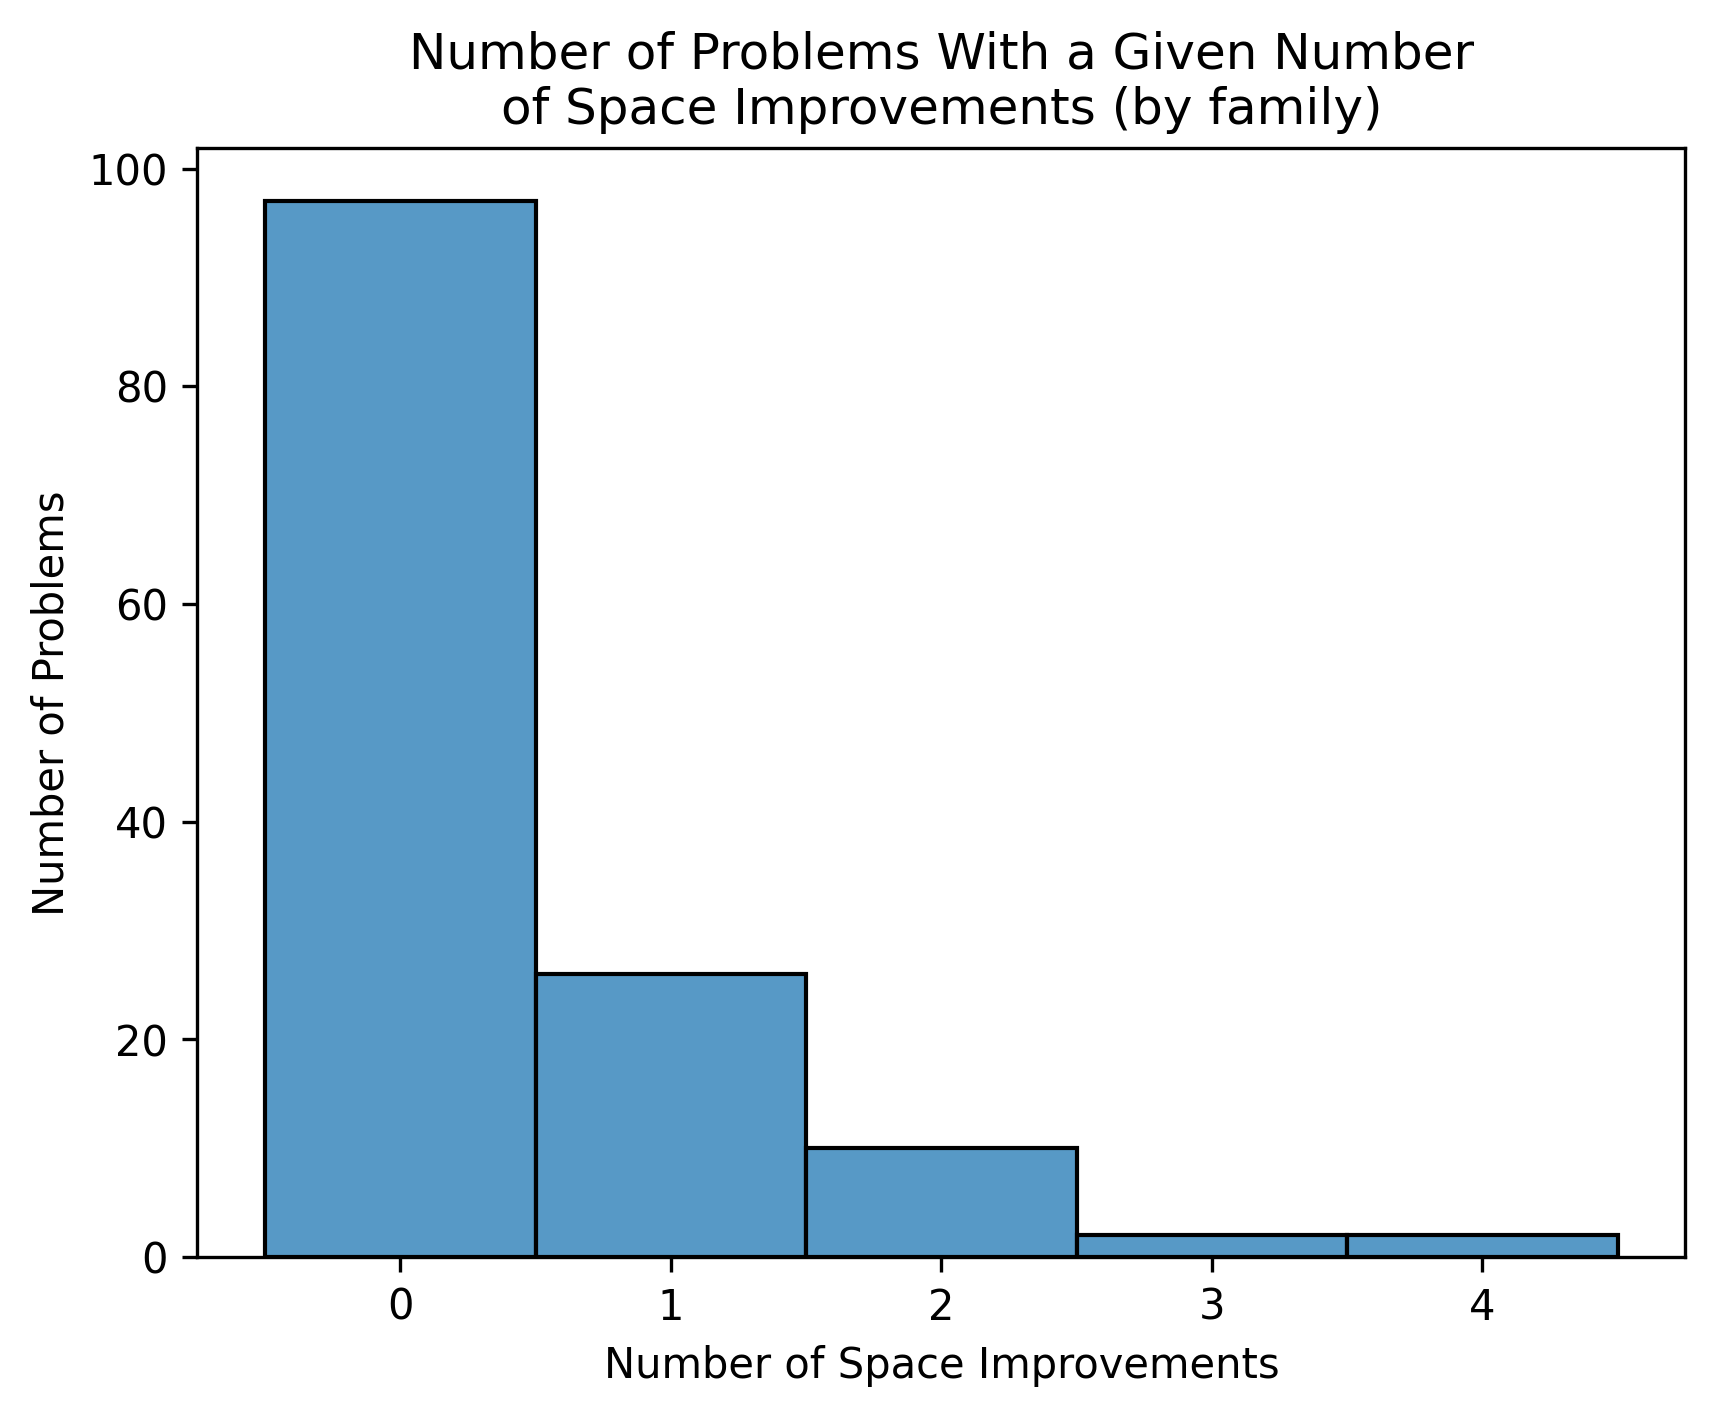 Number of Problems With a Given Number
of Space Improvements (by family)
100
80
60
40
20
0
Number of Problems
0 1 2 3 4
Number of Space Improvements